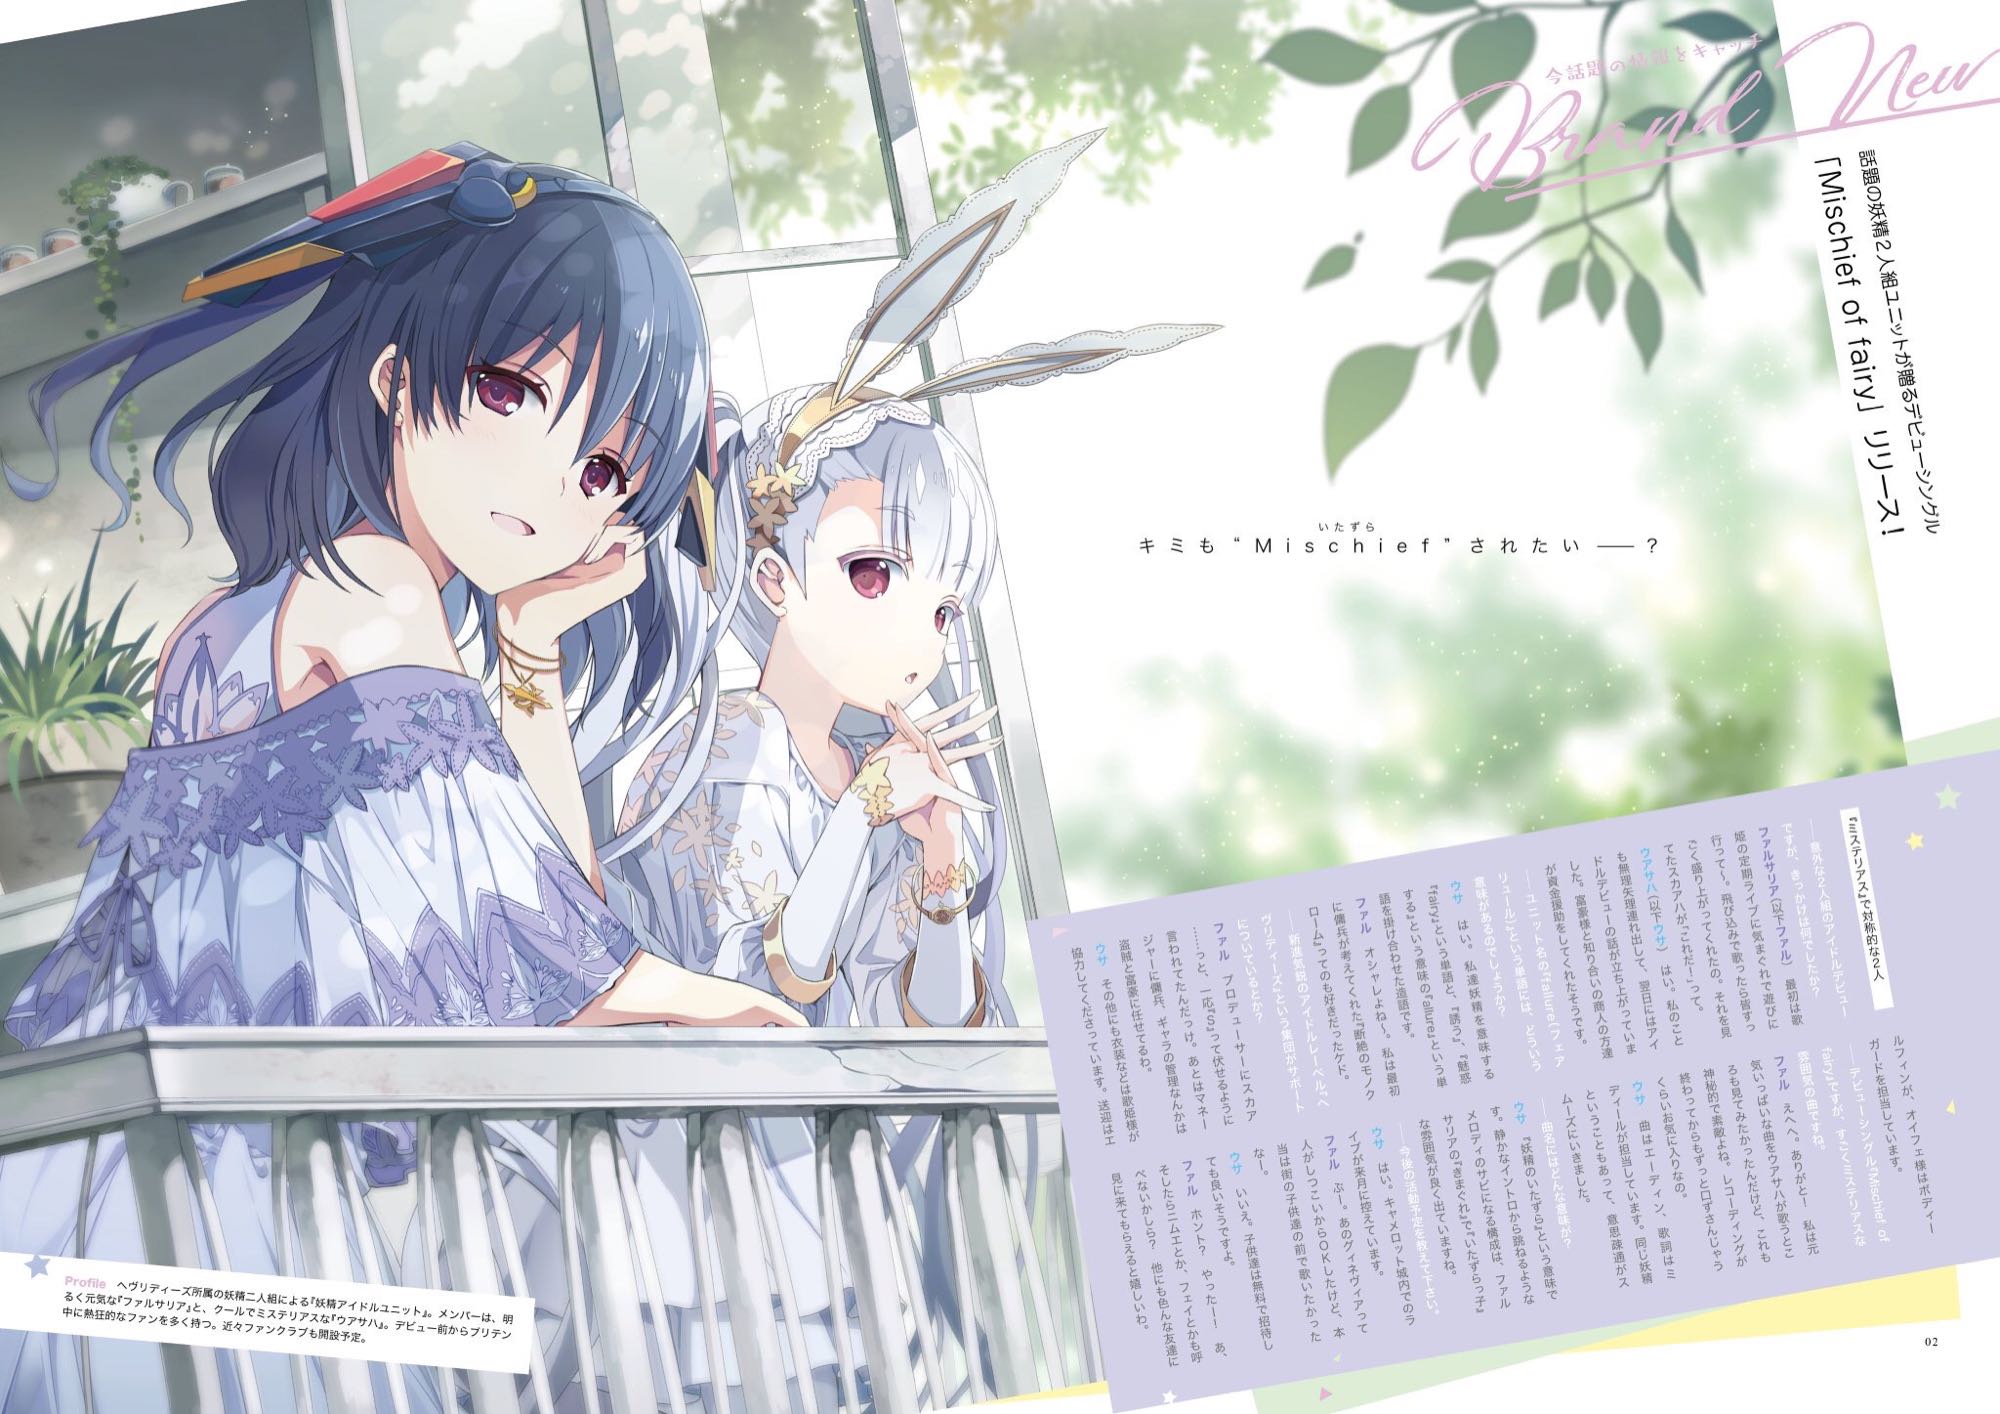 今話題の情報をキャッチ
Brand New
話題の妖精2人組ユニットが贈るデビューシングル
「Mischief of fairy」リリース!
いたずら
キミも“Mischief”されたい ── ?
『ミステリアス』で対称的な2人
──意外な2人組のアイドルデビュー
ですが、きっかけは何でしたか?
ファルサリア(以下ファル) 最初は歌
姫の定期ライブに気まぐれで遊びに
行って〜。飛び込みで歌ったら皆すっ
ごく盛り上がってくれたの。それを見
てたスカアハが「これだ!」って。
ウアサハ(以下ウサ) はい。私のこと
も無理矢理連れ出して、翌日にはアイ
ドルデビューの話が立ち上がっていま
した。富豪様と知り合いの商人の方達
が資金援助をしてくれたそうです。
──ユニット名の『fallure(フェア
リュール)』という単語には、どういう
意味があるのでしょうか?
ウサ はい。私達妖精を意味する
『fairy』という単語と、『誘う』、『魅惑
する』という意味の『allure』という単
語を掛け合わせた造語です。
ファル オシャレよね〜。私は最初
に傭兵が考えてくれた『断絶のモノク
ローム』ってのも好きだったケド。
──新進気鋭のアイドルレーベル『ヘ
ヴリディーズ』という集団がサポート
についているとか?
ファル プロデューサーにスカア
……っと、一応『S』って伏せるように
言われてたんだっけ。あとはマネー
ジャーに傭兵、ギャラの管理なんかは
盗賊と富豪に任せてるわ。
ウサ その他にも衣装などは歌姫様が
協力してくださっています。送迎はエ
ルフィンが、オイフェ様はボディー
ガードを担当しています。
──デビューシングル『Mischief of
fairy』ですが、すごくミステリアスな
雰囲気の曲ですね。
ファル えへへ。ありがと! 私は元
気いっぱいな曲をウアサハが歌うとこ
ろも見てみたかったんだけど、これも
神秘的で素敵よね。レコーディングが
終わってからもずっと口ずさんじゃう
くらいお気に入りなの。
ウサ 曲はエーディン、歌詞はミ
ディールが担当しています。同じ妖精
ということもあって、意思疎通がス
ムーズにいきました。
──曲名にはどんな意味が?
ウサ 『妖精のいたずら』という意味で
す。静かなイントロから跳ねるような
メロディのサビになる構成は、ファル
サリアの『きまぐれ』で『いたずらっ子』
な雰囲気が良く出ていますね。
──今後の活動予定を教えて下さい。
ウサ はい。キャメロット城内でのラ
イブが来月に控えています。
ファル ぶー。あのグィネヴィアって
人がしつこいからOKしたけど、本
当は街の子供達の前で歌いたかった
なー。
ウサ いいえ。子供達は無料で招待し
ても良いそうですよ。
ファル ホント? やったー! あ、
そしたらニムエとか、フェイとかも呼
べないかしら? 他にも色んな友達に
見に来てもらえると嬉しいわ。
Profile ヘヴリディーズ所属の妖精二人組による『妖精アイドルユニット』。メンバーは、明
るく元気な『ファルサリア』と、クールでミステリアスな『ウアサハ』。デビュー前からブリテン
中に熱狂的なファンを多く持つ。近々ファンクラブも開設予定。
02